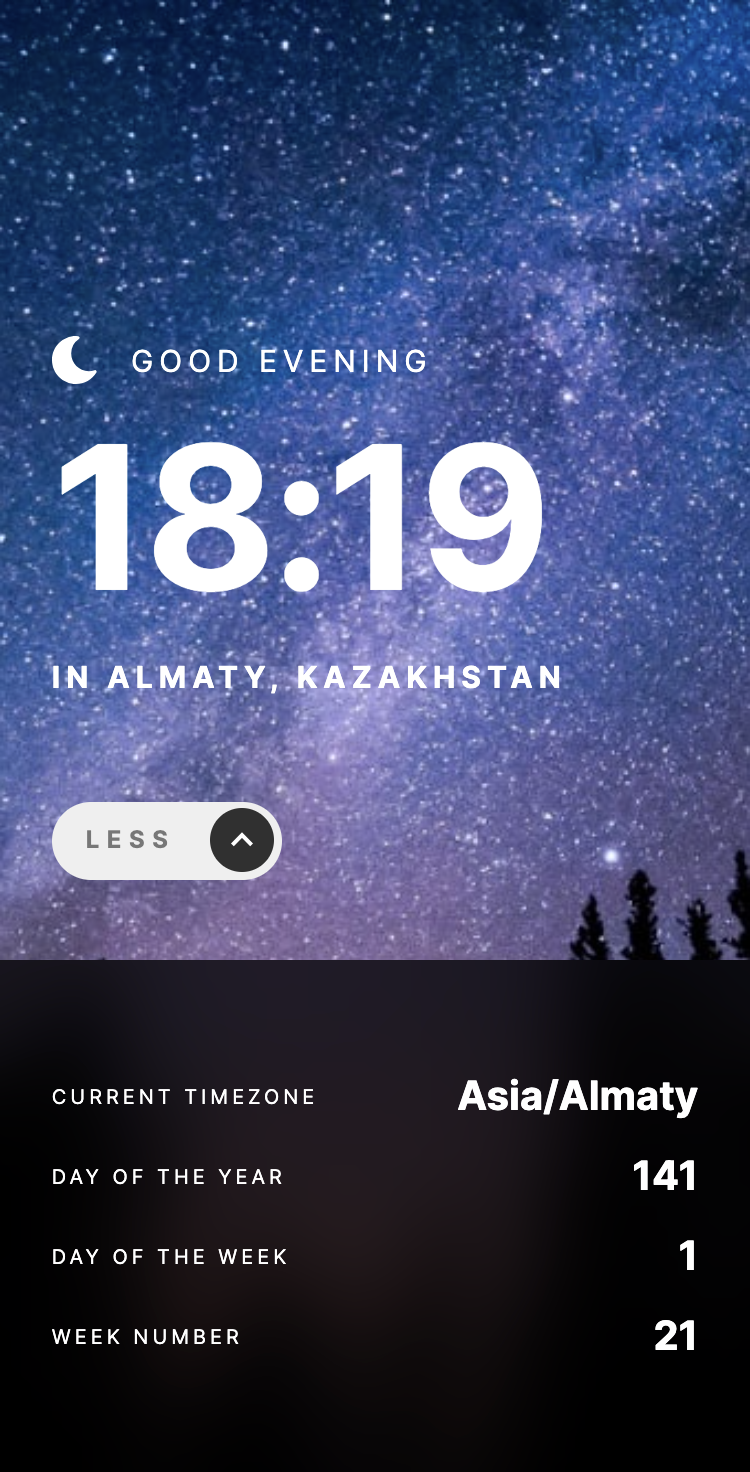 GOOD EVENING
18:19
IN ALMATY, KAZAKHSTAN
LESS
CURRENT TIMEZONE Asia/Almaty
DAY OF THE YEAR 141
DAY OF THE WEEK 1
WEEK NUMBER 21